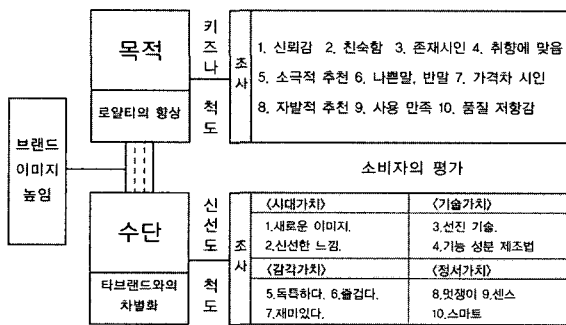 목적
로얄티의 향상
키즈나 척도
조사
1. 신뢰감 2. 친숙함 3. 존재시인 4. 취향에 맞음
5. 소극적 추천 6. 나쁜말, 반말 7. 가격차 시인
8. 자발적 추천 9. 사용 만족 10. 품질 저항감
브랜드
이미지
높임
소비자의 평가
수단
타브랜드와의
차별화
신선도 척도
조사
〈시대가치〉
1.새로운 이미지.
2.신선한 느낌.
〈기술가치〉
3.선진 기술.
4.기능 성분 제조법
〈감각가치〉
5.독특하다. 6.즐겁다.
7.재미있다.
〈정서가치〉
8.멋쟁이 9.센스
10.스마트